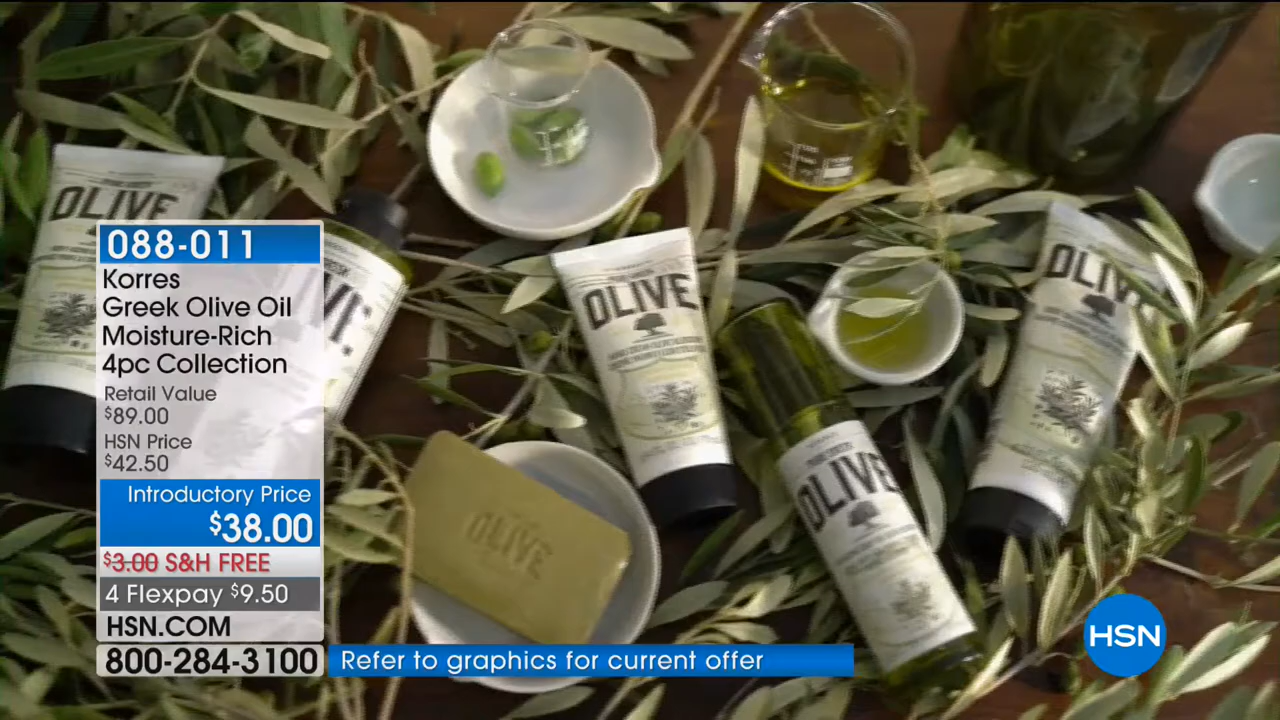 OLIVE
088-011
Korres
Greek Olive Oil
Moisture-Rich
4pc Collection
Retail Value
$89.00
HSN Price
$42.50
Introductory Price
$38.00
$3.00 S&H FREE
4 Flexpay $9.50
HSN.COM
800-284-3100
Refer to graphics for current offer
OLIVE
OLIVE
OLIVE
HSN